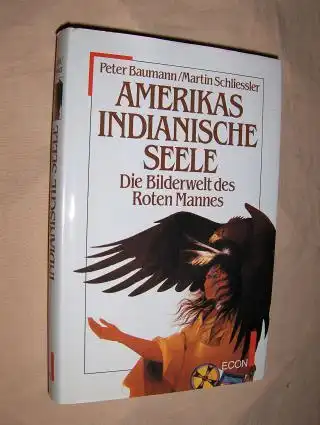 Peter Baumann/Martin Schliessler
AMERIKAS
INDIANISCHE
SEELE
Die Bilderwelt des
Roten Mannes
ECON
INDIANISCHE SEELE